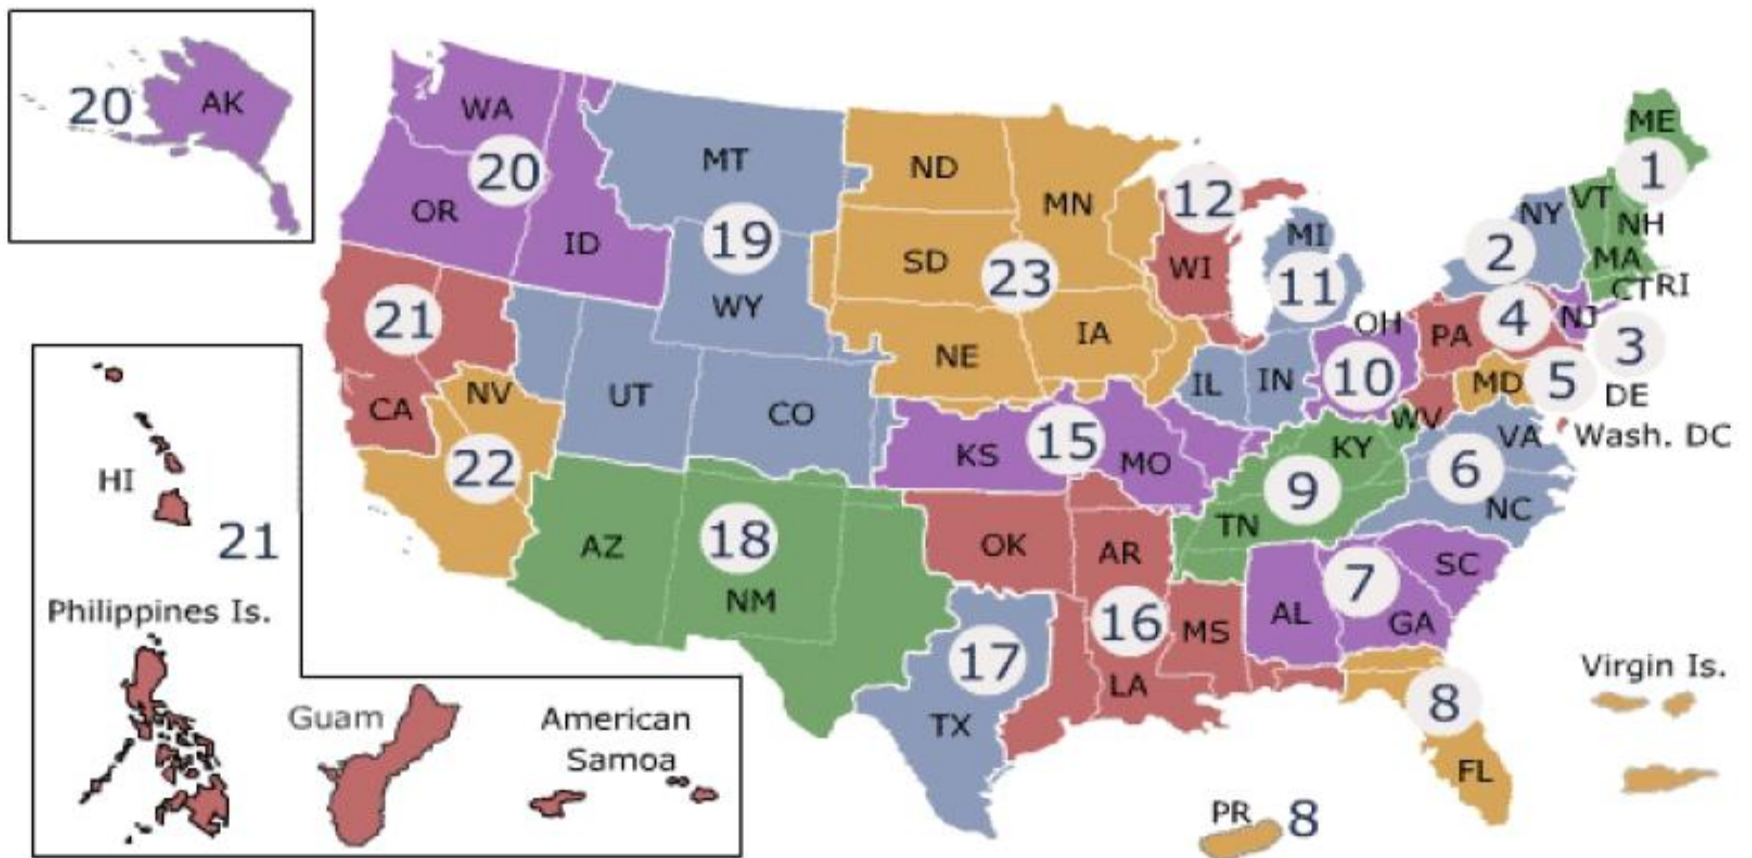 20 AK
WA
20
OR
ID
MT
19
WY
ND
MN
SD
23
NE
IA
12
WI
MI
11
ME
1
VT
NH
NY
2
MA
CT RI
21
CA
NV
22
UT
CO
KS
15
MO
IL
IN
OH
10
PA
4
NJ
3
MD
5
DE
WV
Wash. DC
VA
6
NC
KY
9
TN
AZ
18
NM
OK
AR
16
MS
LA
17
TX
AL
7
GA
SC
8
FL
PR 8
Virgin Is.
HI
21
Philippines Is.
Guam
American
Samoa